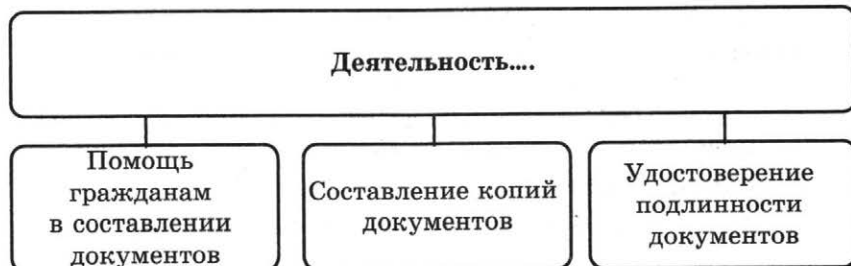 Деятельность....
Помощь
гражданам
в составлении
документов
Составление копий
документов
Удостоверение
подлинности
документов